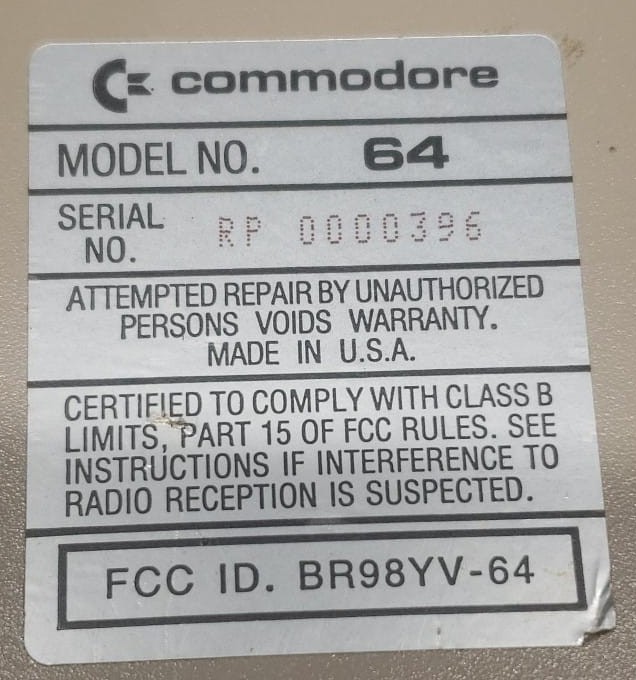 commodore
MODEL NO. 64
SERIAL NO. RP 0000396
ATTEMPTED REPAIR BY UNAUTHORIZED
PERSONS VOIDS WARRANTY.
MADE IN U.S.A.
CERTIFIED TO COMPLY WITH CLASS B
LIMITS, PART 15 OF FCC RULES. SEE
INSTRUCTIONS IF INTERFERENCE TO
RADIO RECEPTION IS SUSPECTED.
FCC ID. BR98YV-64